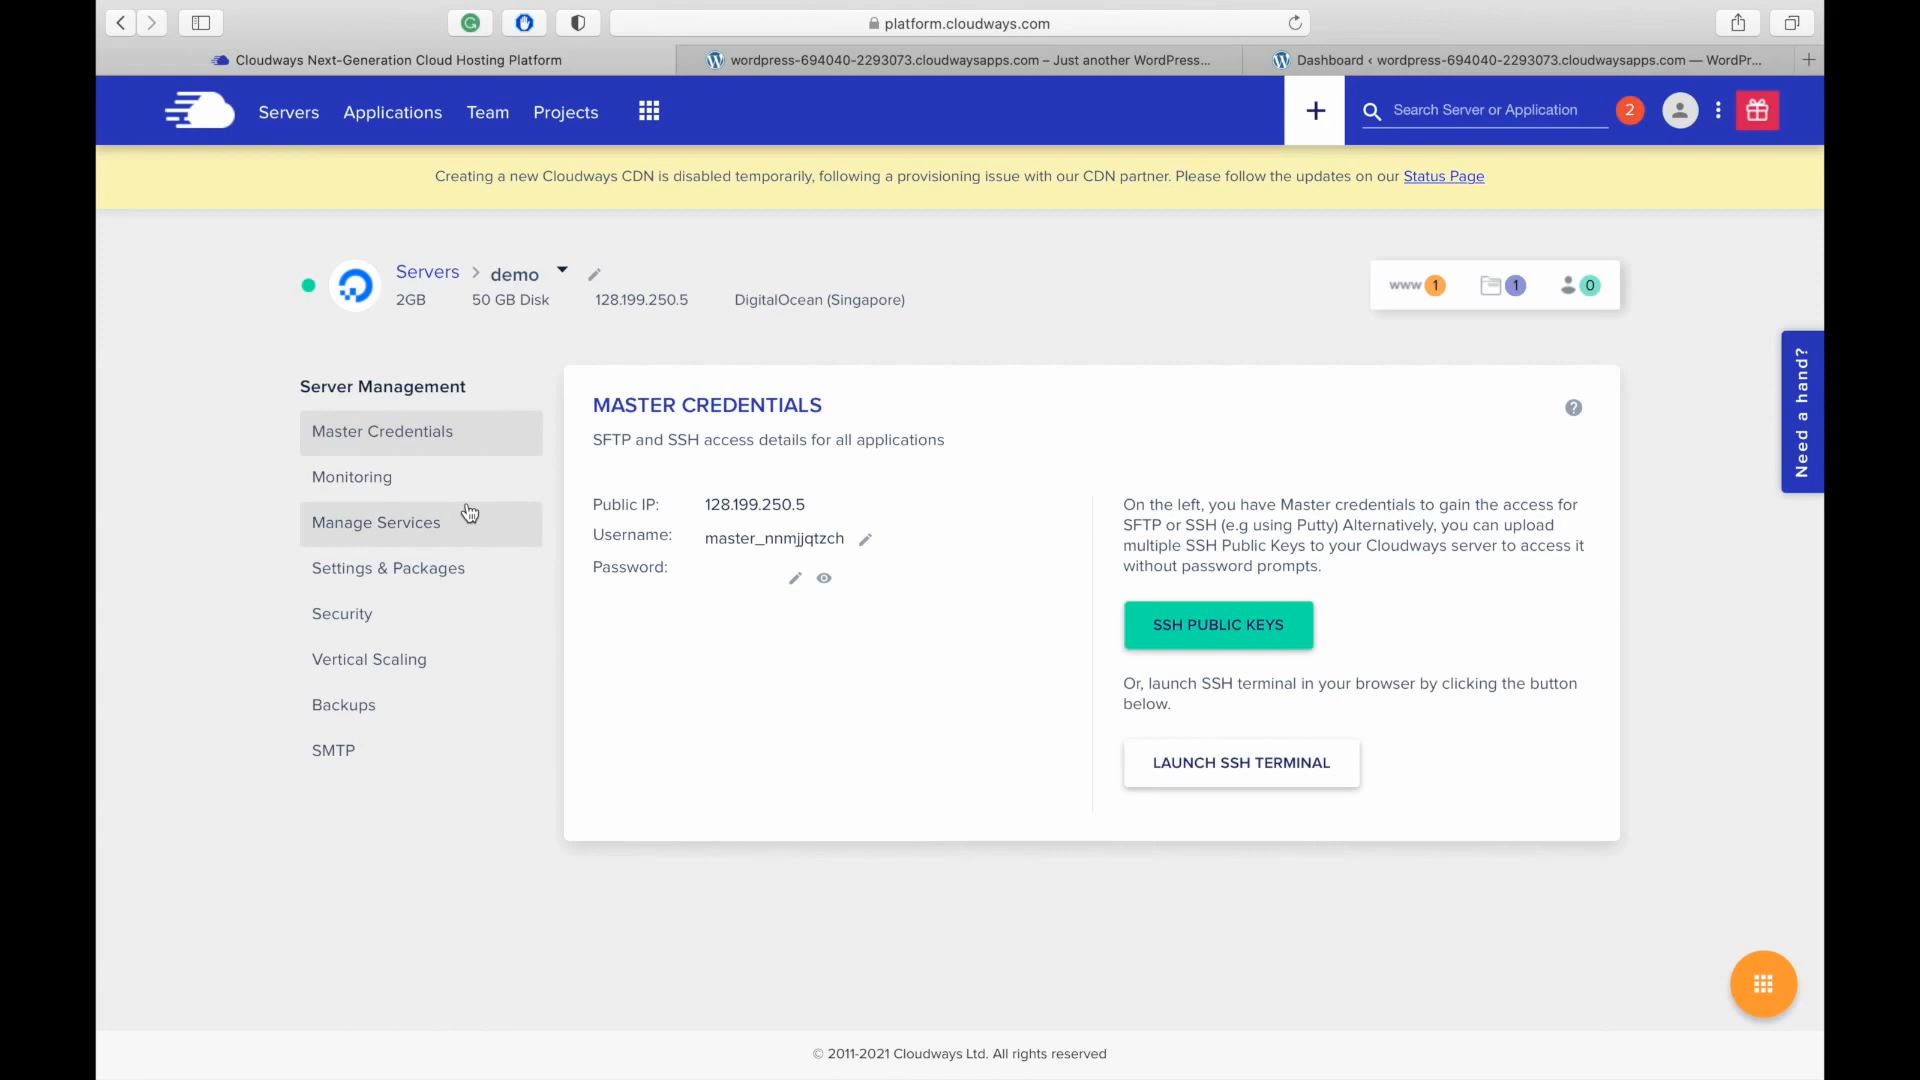 platform.cloudways.com
Cloudways Next-Generation Cloud Hosting Platform
wordpress-694040-2293073.cloudwaysapps.com – Just another WordPress...
Dashboard ‹ wordpress-694040-2293073.cloudwaysapps.com — WordPr...
Servers Applications Team Projects
Search Server or Application
2
Creating a new Cloudways CDN is disabled temporarily, following a provisioning issue with our CDN partner. Please follow the updates on our Status Page
Servers > demo
2GB 50 GB Disk 128.199.250.5 DigitalOcean (Singapore)
www 1 1 0
Need a hand?
Server Management
Master Credentials
Monitoring
Manage Services
Settings & Packages
Security
Vertical Scaling
Backups
SMTP
MASTER CREDENTIALS
SFTP and SSH access details for all applications
Public IP: 128.199.250.5
Username: master_nnmjjqtzch
Password:
On the left, you have Master credentials to gain the access for
SFTP or SSH (e.g using Putty) Alternatively, you can upload
multiple SSH Public Keys to your Cloudways server to access it
without password prompts.
SSH PUBLIC KEYS
Or, launch SSH terminal in your browser by clicking the button
below.
LAUNCH SSH TERMINAL
© 2011-2021 Cloudways Ltd. All rights reserved